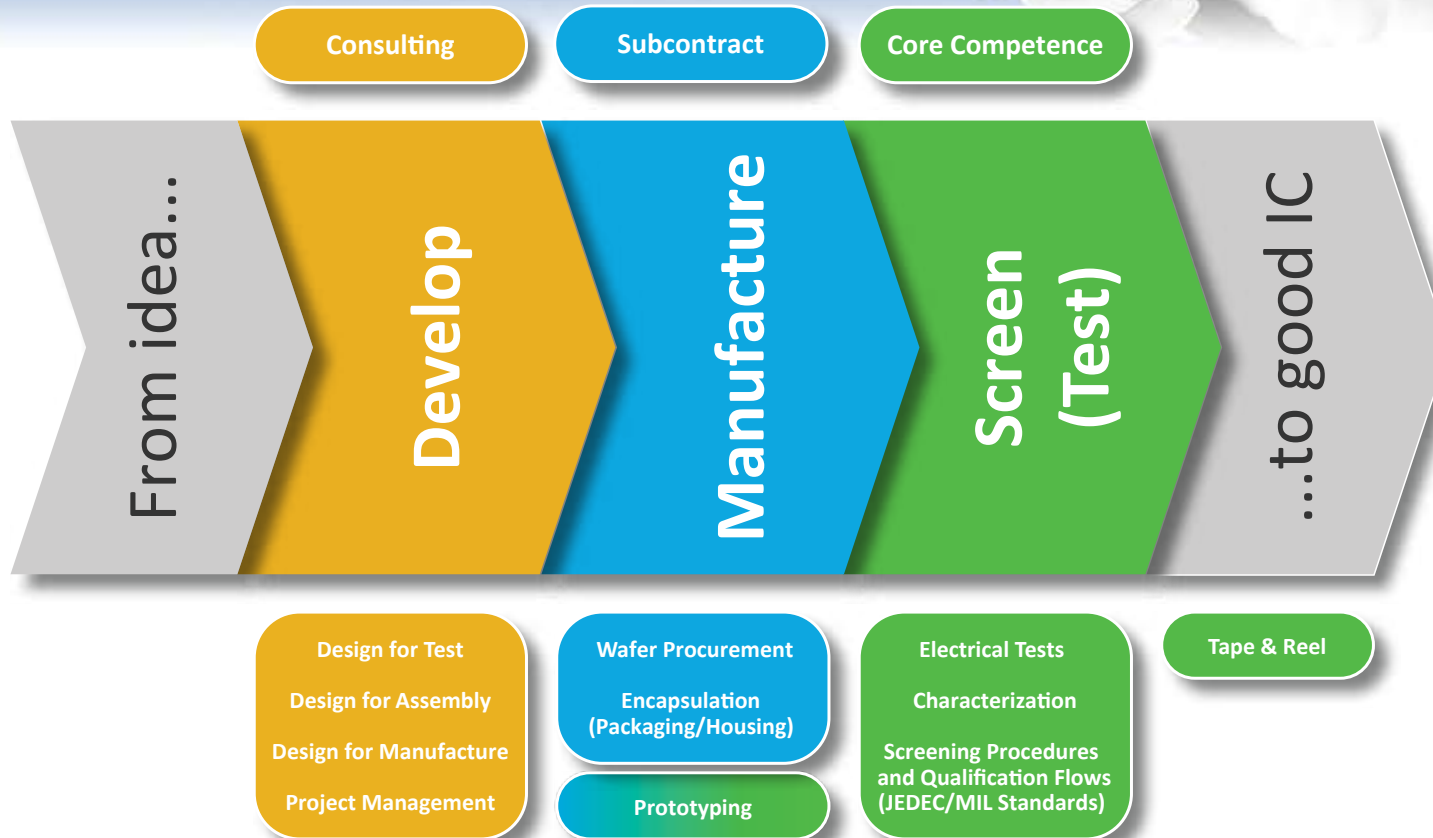 Consulting
Subcontract
Core Competence
From idea...
Develop
Manufacture
Screen
(Test)
...to good IC
Design for Test
Design for Assembly
Design for Manufacture
Project Management
Wafer Procurement
Encapsulation
(Packaging/Housing)
Prototyping
Electrical Tests
Characterization
Screening Procedures
and Qualification Flows
(JEDEC/MIL Standards)
Tape & Reel